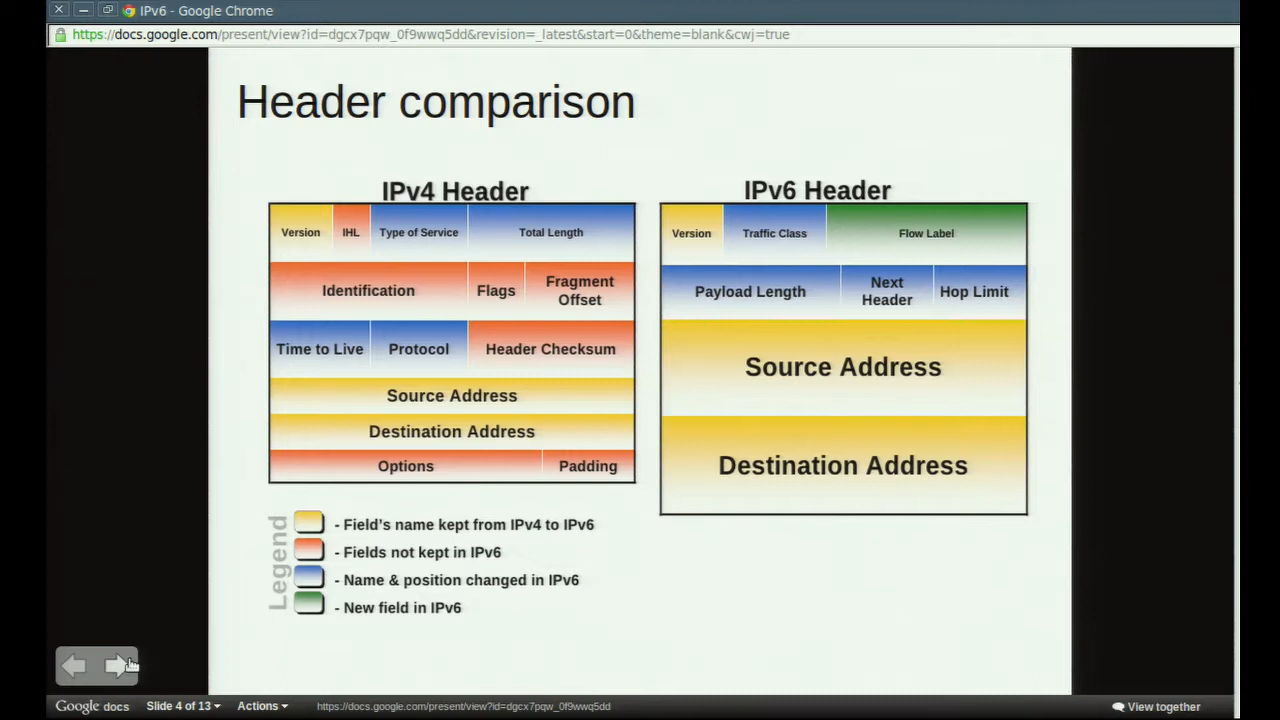 IPv6 - Google Chrome
https://docs.google.com/present/view?id=dgcx7pqw_0f9wwq5dd&revision=_latest&start=0&theme=blank&cwj=true
Header comparison
IPv4 Header
Version IHL Type of Service Total Length
Identification Flags Fragment Offset
Time to Live Protocol Header Checksum
Source Address
Destination Address
Options Padding
IPv6 Header
Version Traffic Class Flow Label
Payload Length Next Header Hop Limit
Source Address
Destination Address
Legend
- Field's name kept from IPv4 to IPv6
- Fields not kept in IPv6
- Name & position changed in IPv6
- New field in IPv6
Google docs Slide 4 of 13 Actions https://docs.google.com/present/view?id=dgcx7pqw_0f9wwq5dd View together